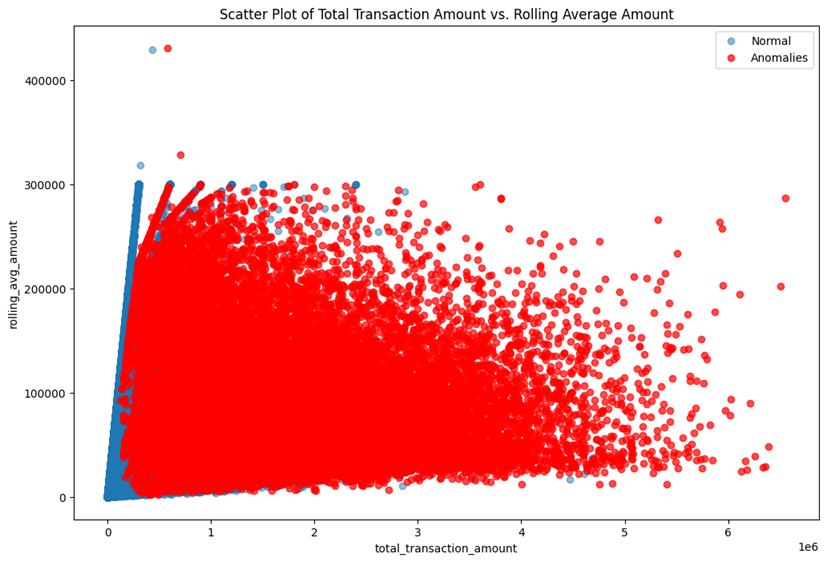 Scatter Plot of Total Transaction Amount vs. Rolling Average Amount
Normal
Anomalies
400000
300000
200000
100000
0
rolling_avg_amount
0 1 2 3 4 5 6
1e6
total_transaction_amount